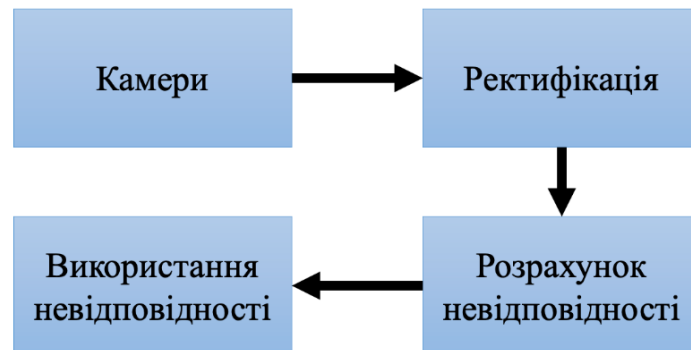 Камери
Ректифікація
Розрахунок
невідповідності
Використання
невідповідності